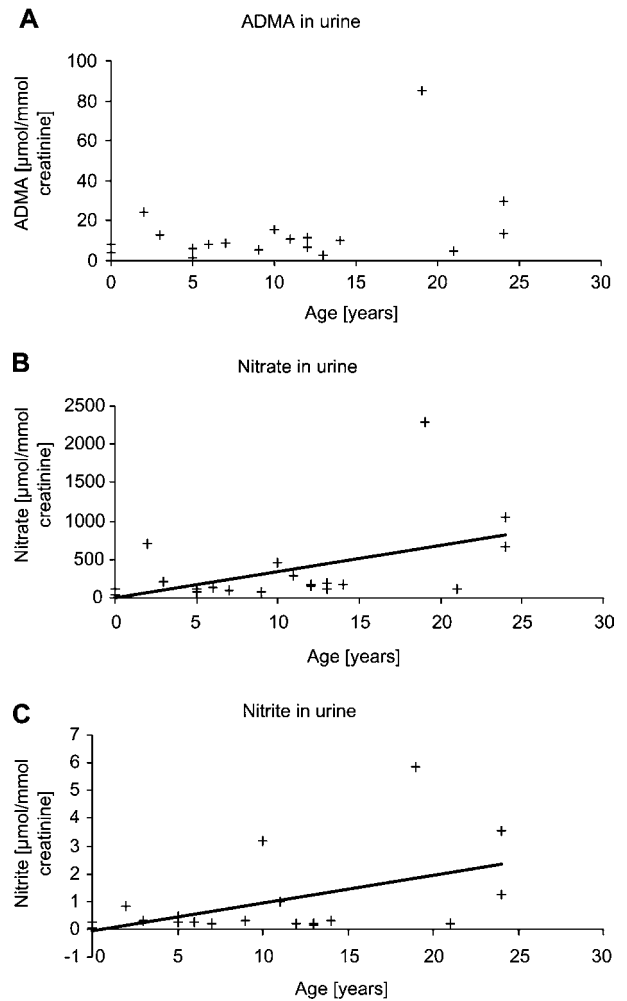 A
ADMA in urine
ADMA [µmol/mmol
creatinine]
100
80
60
40
20
0
0 5 10 15 20 25 30
Age [years]
B
Nitrate in urine
Nitrate [µmol/mmol
creatinine]
2500
2000
1500
1000
500
0
0 5 10 15 20 25 30
Age [years]
C
Nitrite in urine
Nitrite [µmol/mmol
creatinine]
7
6
5
4
3
2
1
0
-1
0 5 10 15 20 25 30
Age [years]